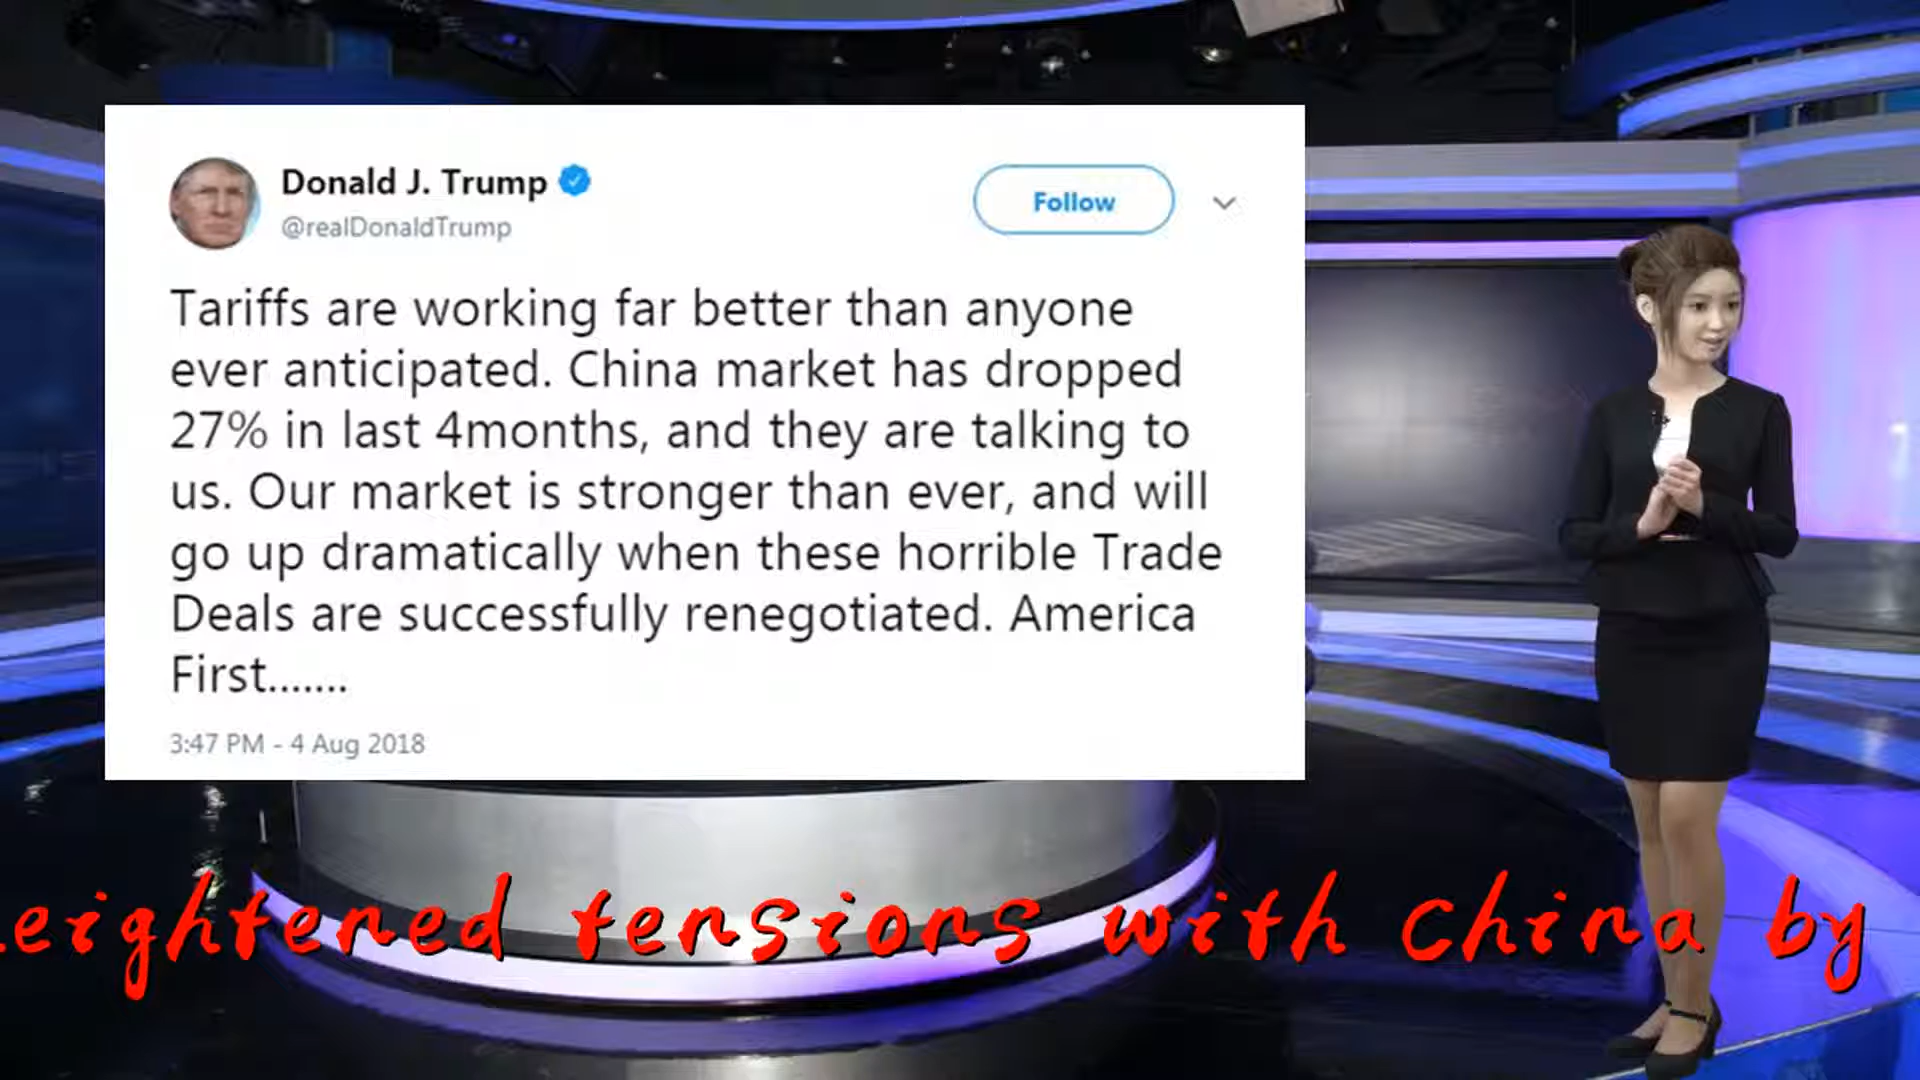 Donald J. Trump
@realDonaldTrump
Follow
Tariffs are working far better than anyone
ever anticipated. China market has dropped
27% in last 4months, and they are talking to
us. Our market is stronger than ever, and will
go up dramatically when these horrible Trade
Deals are successfully renegotiated. America
First.......
3:47 PM - 4 Aug 2018
eightened tensions with China by